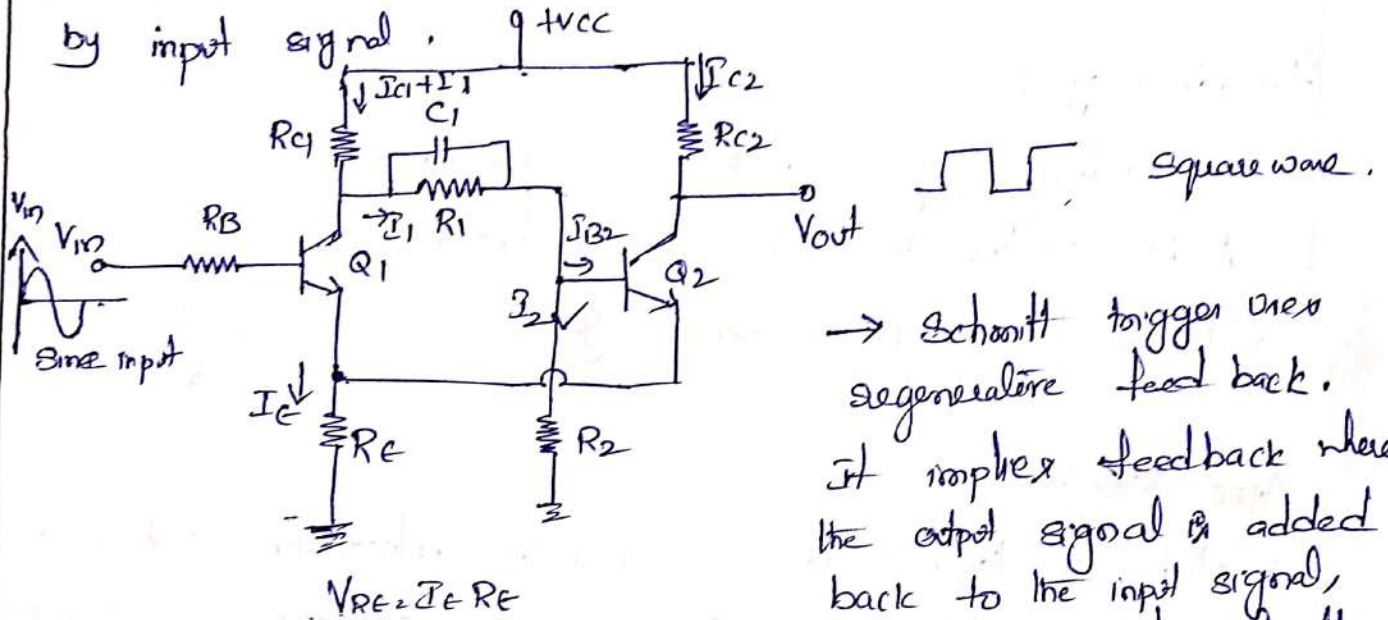 by input signal.
+VCC
IC1+I1
IC2
C1
RC1
RC2
Square wave.
Vin
Vin
RB
I1
R1
IB2
Vout
Q1
Q2
I2
Sine input
IE
RE
R2
VRE = IE RE
→ Schmitt trigger uses
regenerative feed back.
It implies feedback where
the output signal is added
back to the input signal,